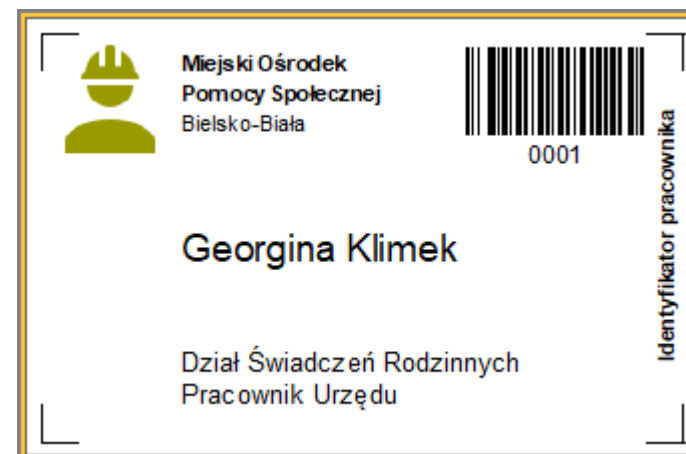 Miejski Ośrodek
Pomocy Społecznej
Bielsko-Biała
0001
Identyfikator pracownika
Georgina Klimek
Dział Świadczeń Rodzinnych
Pracownik Urzędu